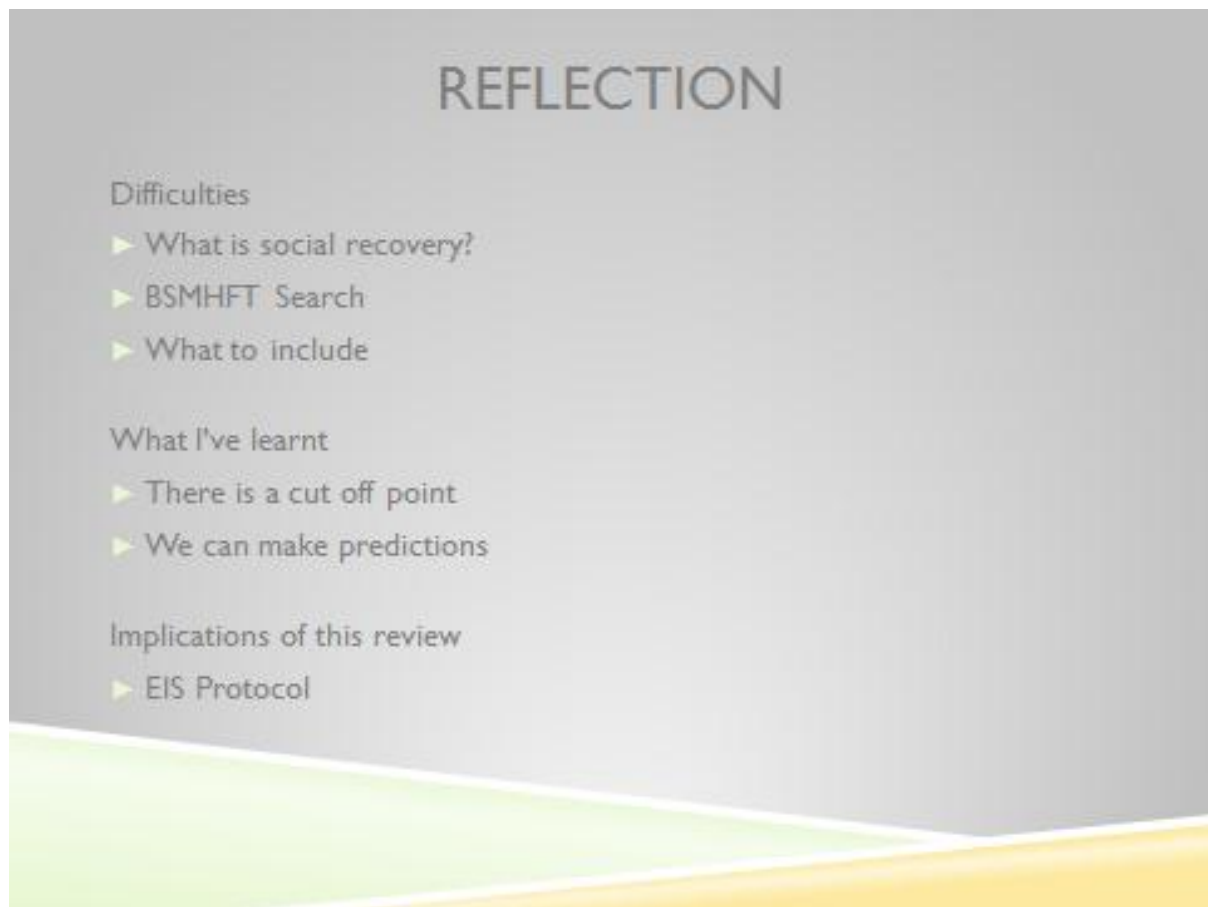 REFLECTION
Difficulties
► What is social recovery?
► BSMHFT Search
► What to include
What I've learnt
► There is a cut off point
► We can make predictions
Implications of this review
► EIS Protocol